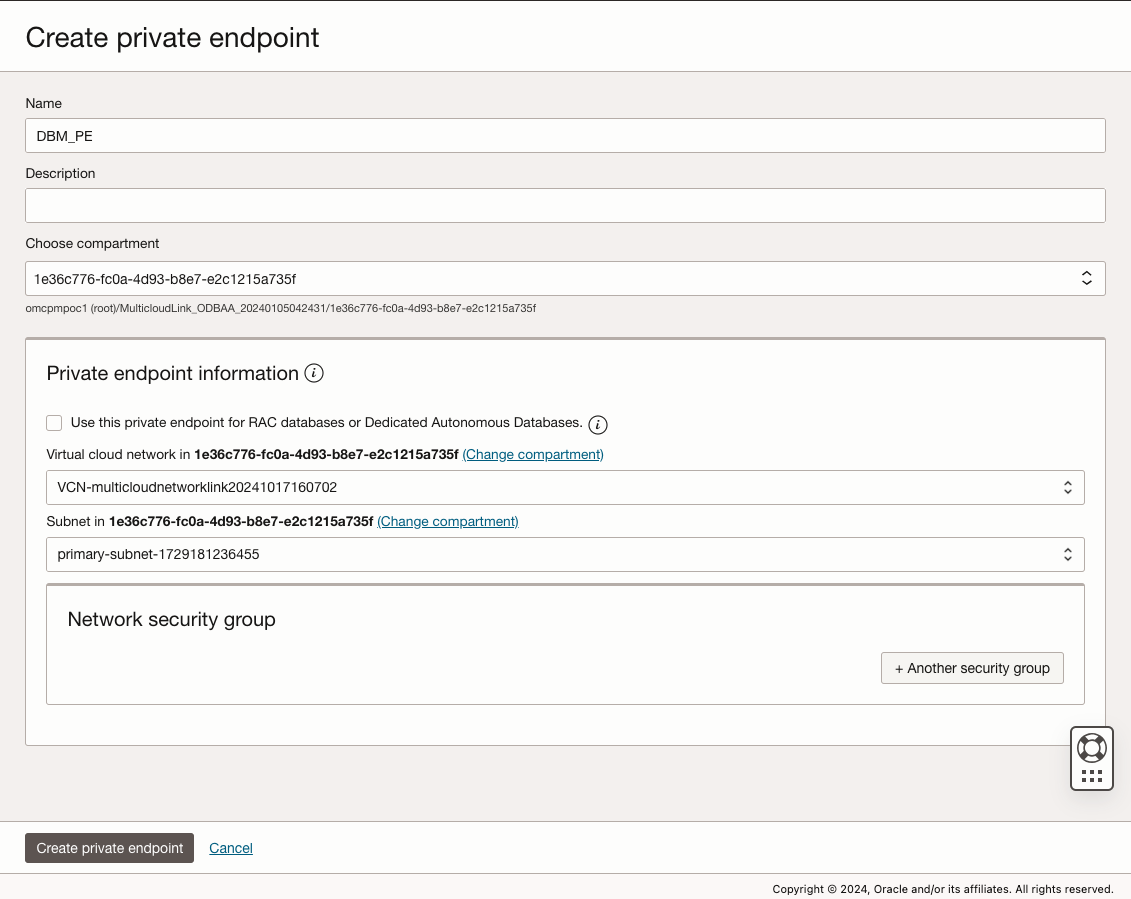 Create private endpoint
Name
DBM_PE
Description
Choose compartment
1e36c776-fc0a-4d93-b8e7-e2c1215a735f
omcpmpoc1 (root)/MulticloudLink_ODBAA_20240105042431/1e36c776-fc0a-4d93-b8e7-e2c1215a735f
Private endpoint information
Use this private endpoint for RAC databases or Dedicated Autonomous Databases.
Virtual cloud network in 1e36c776-fc0a-4d93-b8e7-e2c1215a735f (Change compartment)
VCN-multicloudnetworklink20241017160702
Subnet in 1e36c776-fc0a-4d93-b8e7-e2c1215a735f (Change compartment)
primary-subnet-1729181236455
Network security group
+ Another security group
Create private endpoint Cancel
Copyright © 2024, Oracle and/or its affiliates. All rights reserved.